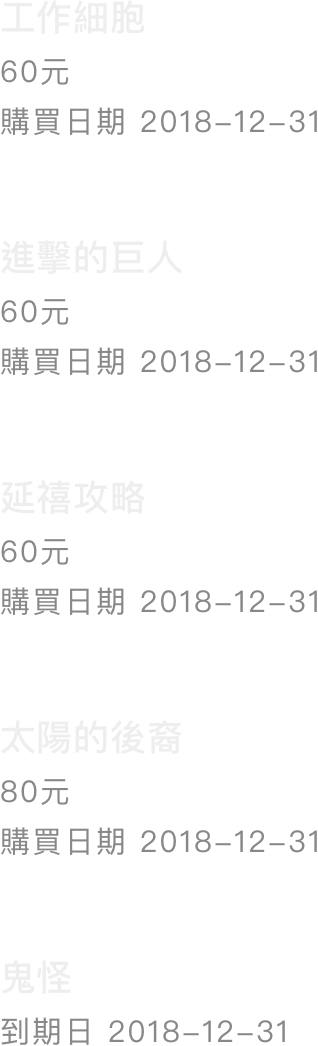 工作細胞
60元
購買日期 2018-12-31
進擊的巨人
60元
購買日期 2018-12-31
延禧攻略
60元
購買日期 2018-12-31
太陽的後裔
80元
購買日期 2018-12-31
鬼怪
到期日 2018-12-31